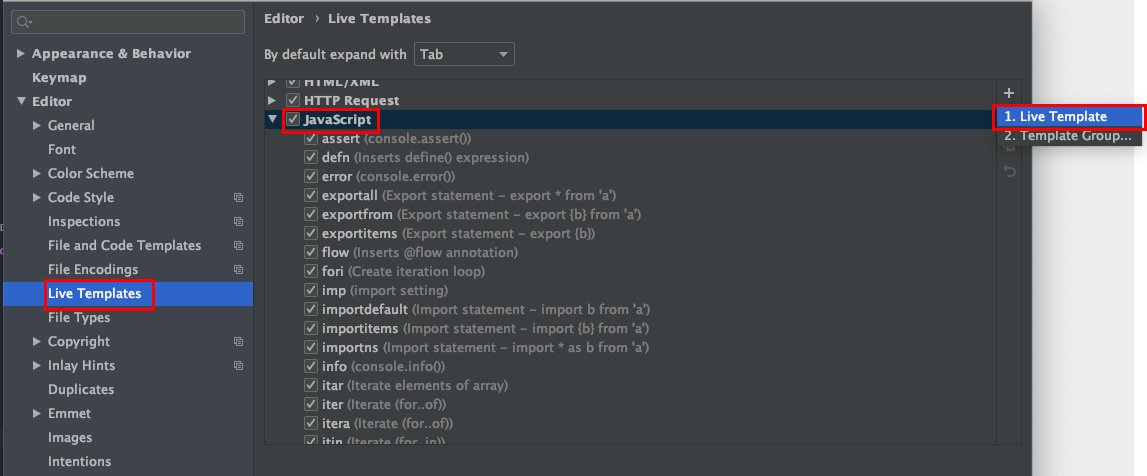 Editor › Live Templates
By default expand with Tab
Appearance & Behavior
Keymap
Editor
General
Font
Color Scheme
Code Style
Inspections
File and Code Templates
File Encodings
Live Templates
File Types
Copyright
Inlay Hints
Duplicates
Emmet
Images
Intentions
HTML/XML
HTTP Request
JavaScript
assert (console.assert())
defn (Inserts define() expression)
error (console.error())
exportall (Export statement - export * from 'a')
exportfrom (Export statement - export {b} from 'a')
exportitems (Export statement - export {b})
flow (Inserts @flow annotation)
fori (Create iteration loop)
imp (import setting)
importdefault (Import statement - import b from 'a')
importitems (Import statement - import {b} from 'a')
importns (Import statement - import * as b from 'a')
info (console.info())
itar (Iterate elements of array)
iter (Iterate (for..of))
itera (Iterate (for..of))
itin (Iterate (for..in))
1. Live Template
2. Template Group...